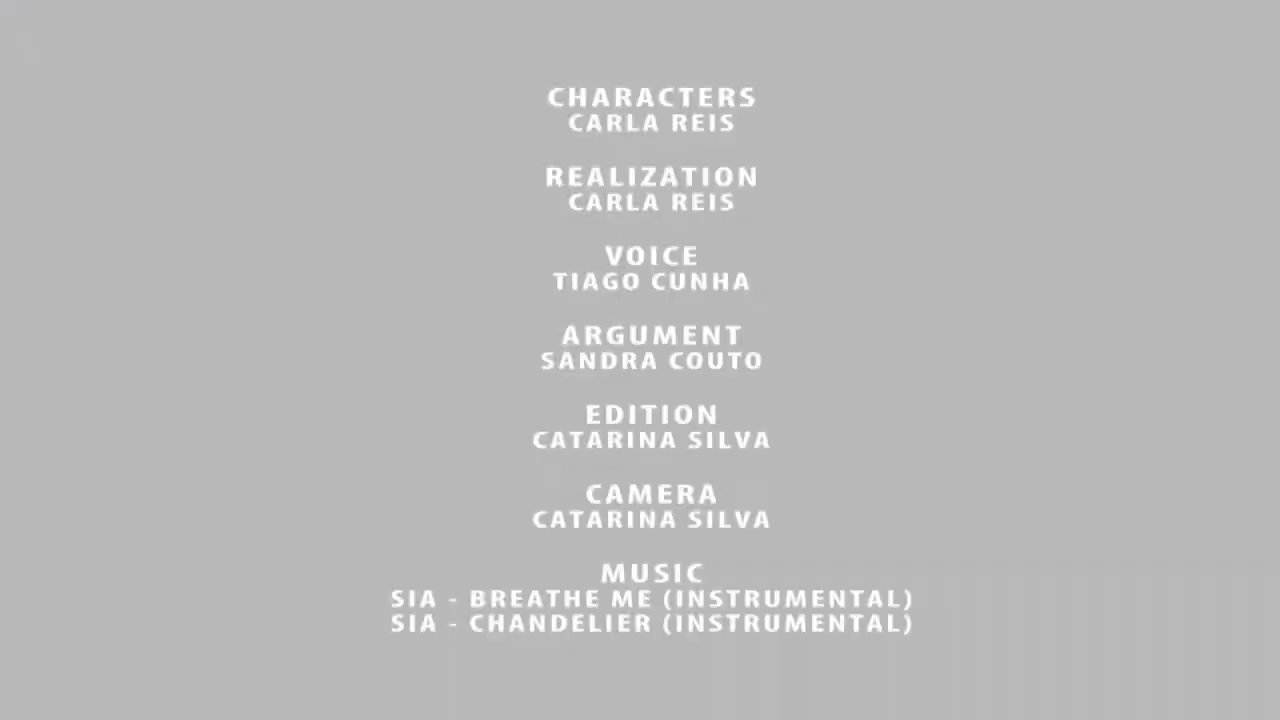 CHARACTERS
CARLA REIS
REALIZATION
CARLA REIS
VOICE
TIAGO CUNHA
ARGUMENT
SANDRA COUTO
EDITION
CATARINA SILVA
CAMERA
CATARINA SILVA
MUSIC
SIA - BREATHE ME (INSTRUMENTAL)
SIA - CHANDELIER (INSTRUMENTAL)